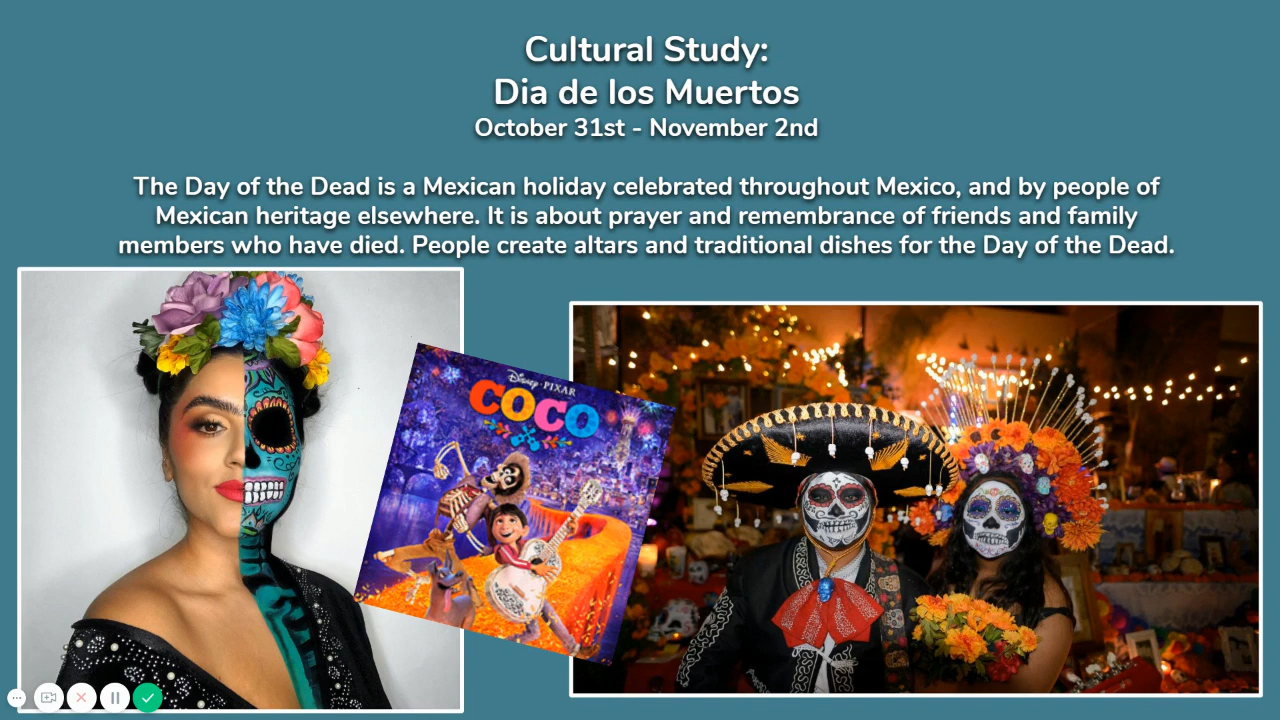 Cultural Study:
Dia de los Muertos
October 31st - November 2nd
The Day of the Dead is a Mexican holiday celebrated throughout Mexico, and by people of
Mexican heritage elsewhere. It is about prayer and remembrance of friends and family
members who have died. People create altars and traditional dishes for the Day of the Dead.
Disney · PIXAR
COCO